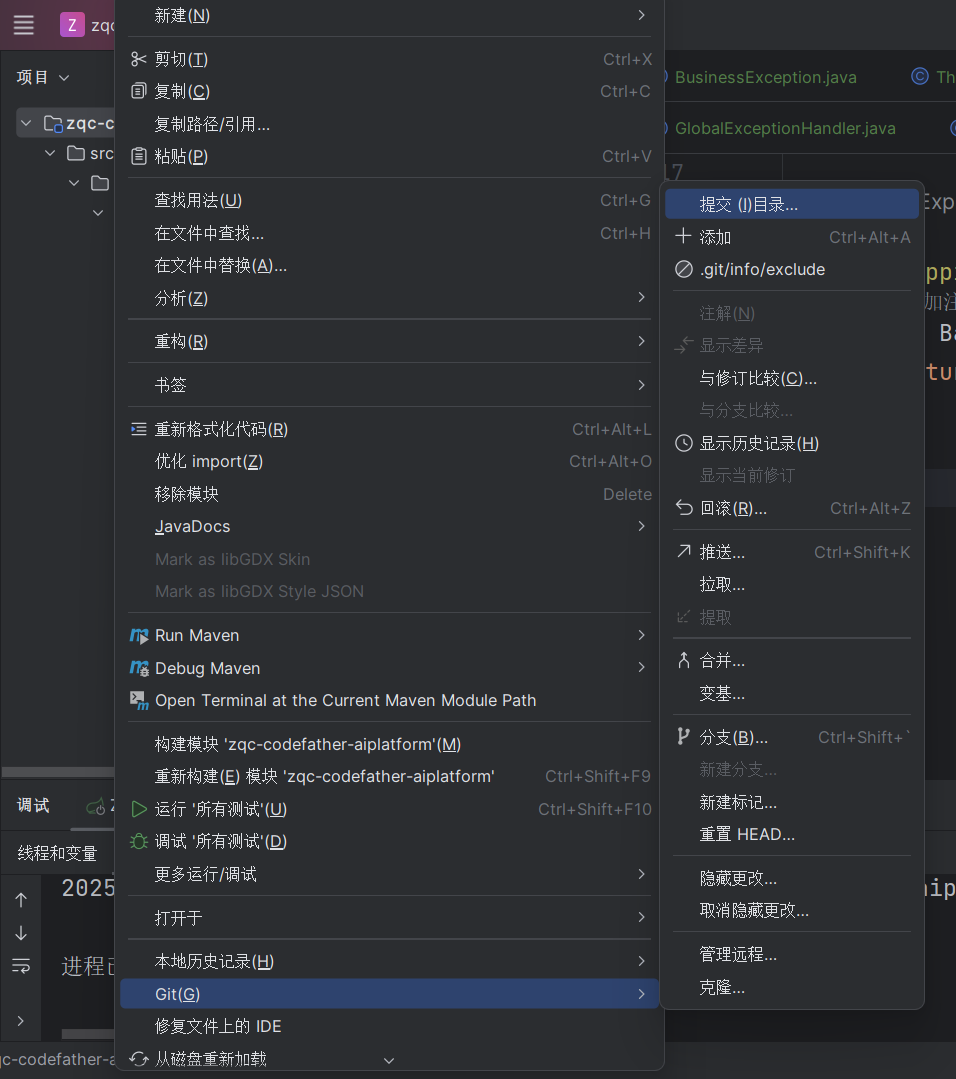 Z zqc
项目
zqc-c
src
新建(N)
剪切(T) Ctrl+X
复制(C) Ctrl+C
复制路径/引用...
粘贴(P) Ctrl+V
查找用法(U) Ctrl+G
在文件中查找... Ctrl+H
在文件中替换(A)...
分析(Z)
重构(R)
书签
重新格式化代码(R) Ctrl+Alt+L
优化 import(Z) Ctrl+Alt+O
移除模块 Delete
JavaDocs
Mark as libGDX Skin
Mark as libGDX Style JSON
Run Maven
Debug Maven
Open Terminal at the Current Maven Module Path
构建模块 'zqc-codefather-aiplatform'(M)
重新构建(E) 模块 'zqc-codefather-aiplatform' Ctrl+Shift+F9
运行 '所有测试'(U) Ctrl+Shift+F10
调试 '所有测试'(D)
更多运行/调试
打开于
本地历史记录(H)
Git(G)
修复文件上的 IDE
从磁盘重新加载
BusinessException.java
Th
GlobalExceptionHandler.java
17
提交 (I)目录...
添加 Ctrl+Alt+A
.git/info/exclude
注解(N)
显示差异
与修订比较(C)...
与分支比较...
显示历史记录(H)
显示当前修订
回滚(R)... Ctrl+Alt+Z
推送... Ctrl+Shift+K
拉取...
提取
合并...
变基...
分支(B)... Ctrl+Shift+`
新建分支...
新建标记...
重置 HEAD...
隐藏更改...
取消隐藏更改...
管理远程...
克隆...
Exp
加注
Ba
tur
调试
线程和变量
2025
hip
进程已
qc-codefather-a